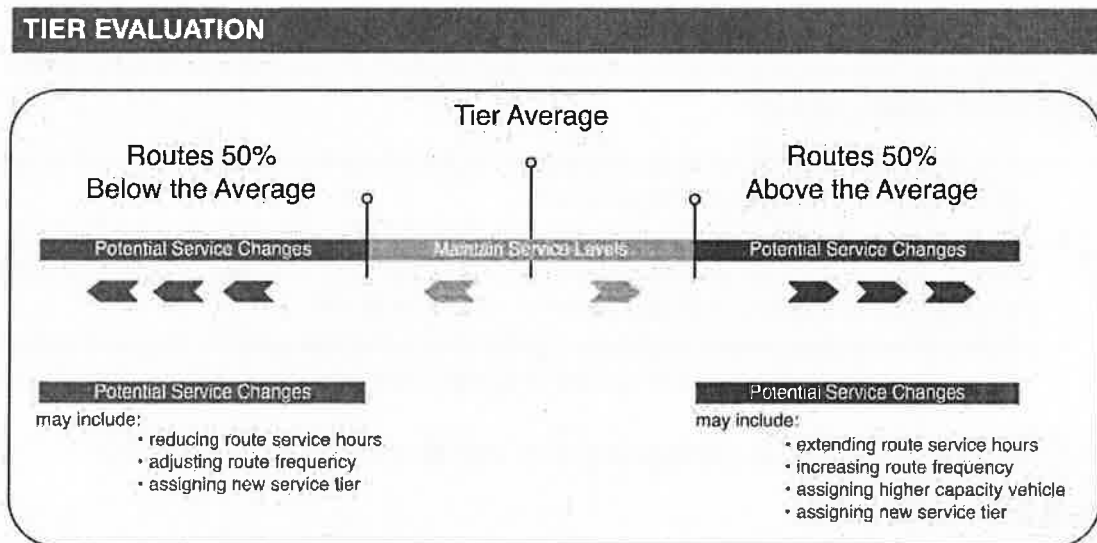 TIER EVALUATION
Tier Average
Routes 50%
Below the Average
Routes 50%
Above the Average
Potential Service Changes
Maintain Service Levels
Potential Service Changes
Potential Service Changes
may include:
• reducing route service hours
• adjusting route frequency
• assigning new service tier
Potential Service Changes
may include:
• extending route service hours
• increasing route frequency
• assigning higher capacity vehicle
• assigning new service tier